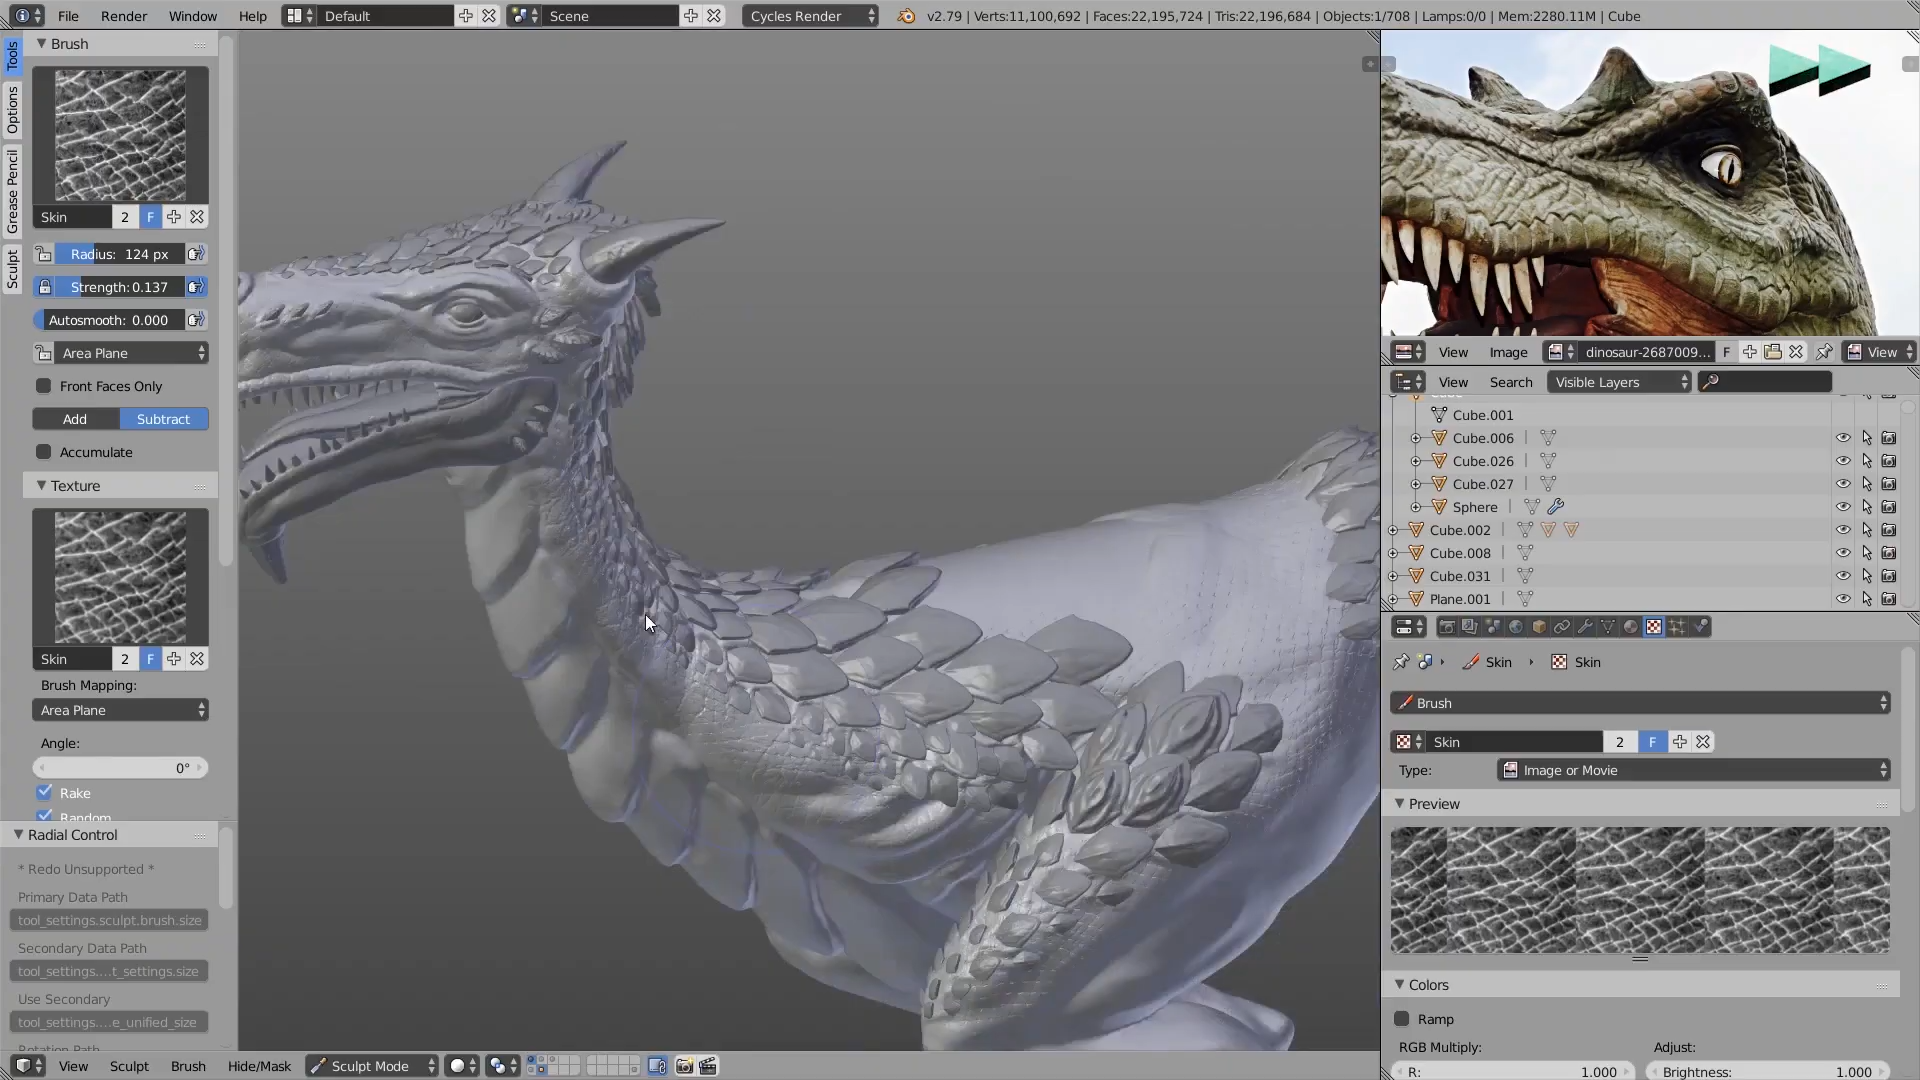 File Render Window Help Default Scene Cycles Render v2.79 | Verts:11,100,692 | Faces:22,195,724 | Tris:22,196,684 | Objects:1/708 | Lamps:0/0 | Mem:2280.11M | Cube
Tools
Options
Grease Pencil
Sculpt
Brush
Skin 2 F
Radius: 124 px
Strength: 0.137
Autosmooth: 0.000
Area Plane
Front Faces Only
Add Subtract
Accumulate
Texture
Skin 2 F
Brush Mapping:
Area Plane
Angle:
0°
Rake
Random
Radial Control
* Redo Unsupported *
Primary Data Path
tool_settings.sculpt.brush.size
Secondary Data Path
tool_settings....t_settings.size
Use Secondary
tool_settings....e_unified_size
Rotation Path
View Sculpt Brush Hide/Mask Sculpt Mode
View Image dinosaur-2687009... F View
View Search Visible Layers
Cube
Cube.001
Cube.006
Cube.026
Cube.027
Sphere
Cube.002
Cube.008
Cube.031
Plane.001
Skin Skin
Brush
Skin 2 F
Type: Image or Movie
Preview
Colors
Ramp
RGB Multiply: Adjust:
R: 1.000 Brightness: 1.000